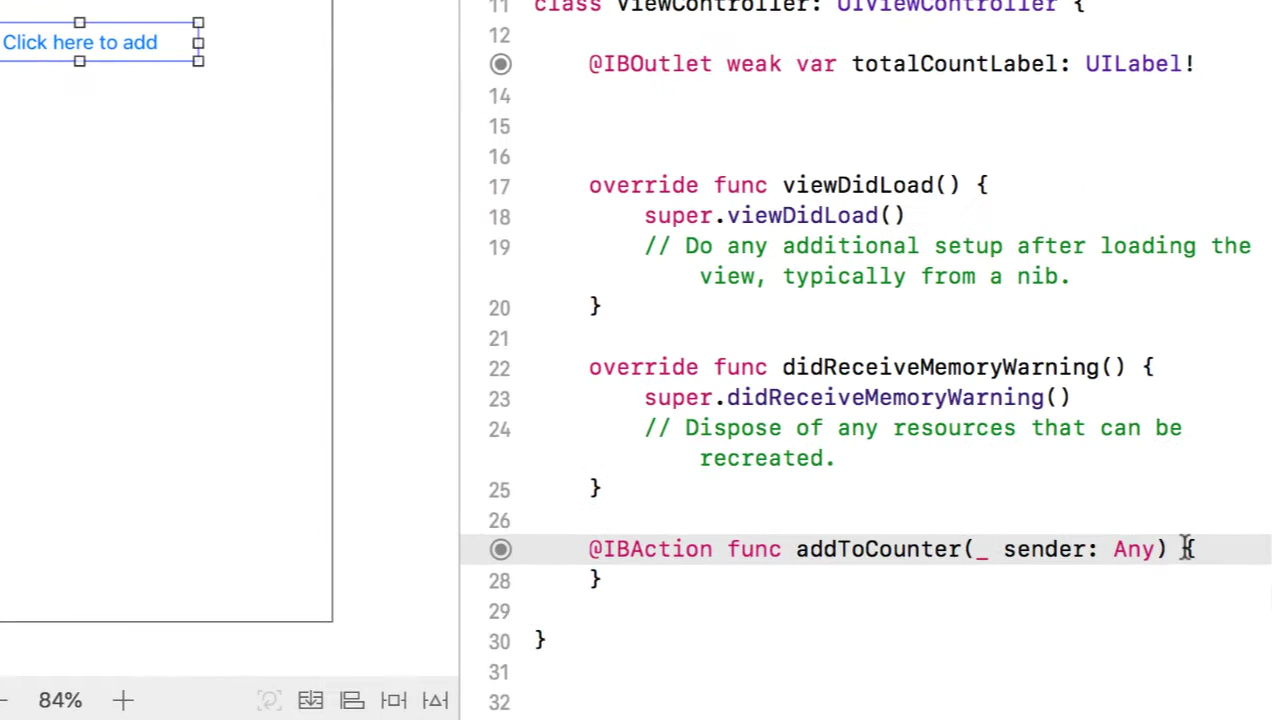 Click here to add
11 class ViewController: UIViewController {
12
@IBOutlet weak var totalCountLabel: UILabel!
14
15
16
17 override func viewDidLoad() {
18 super.viewDidLoad()
19 // Do any additional setup after loading the
view, typically from a nib.
20 }
21
22 override func didReceiveMemoryWarning() {
23 super.didReceiveMemoryWarning()
24 // Dispose of any resources that can be
recreated.
25 }
26
@IBAction func addToCounter(_ sender: Any) {
28 }
29
30 }
31
32
84%